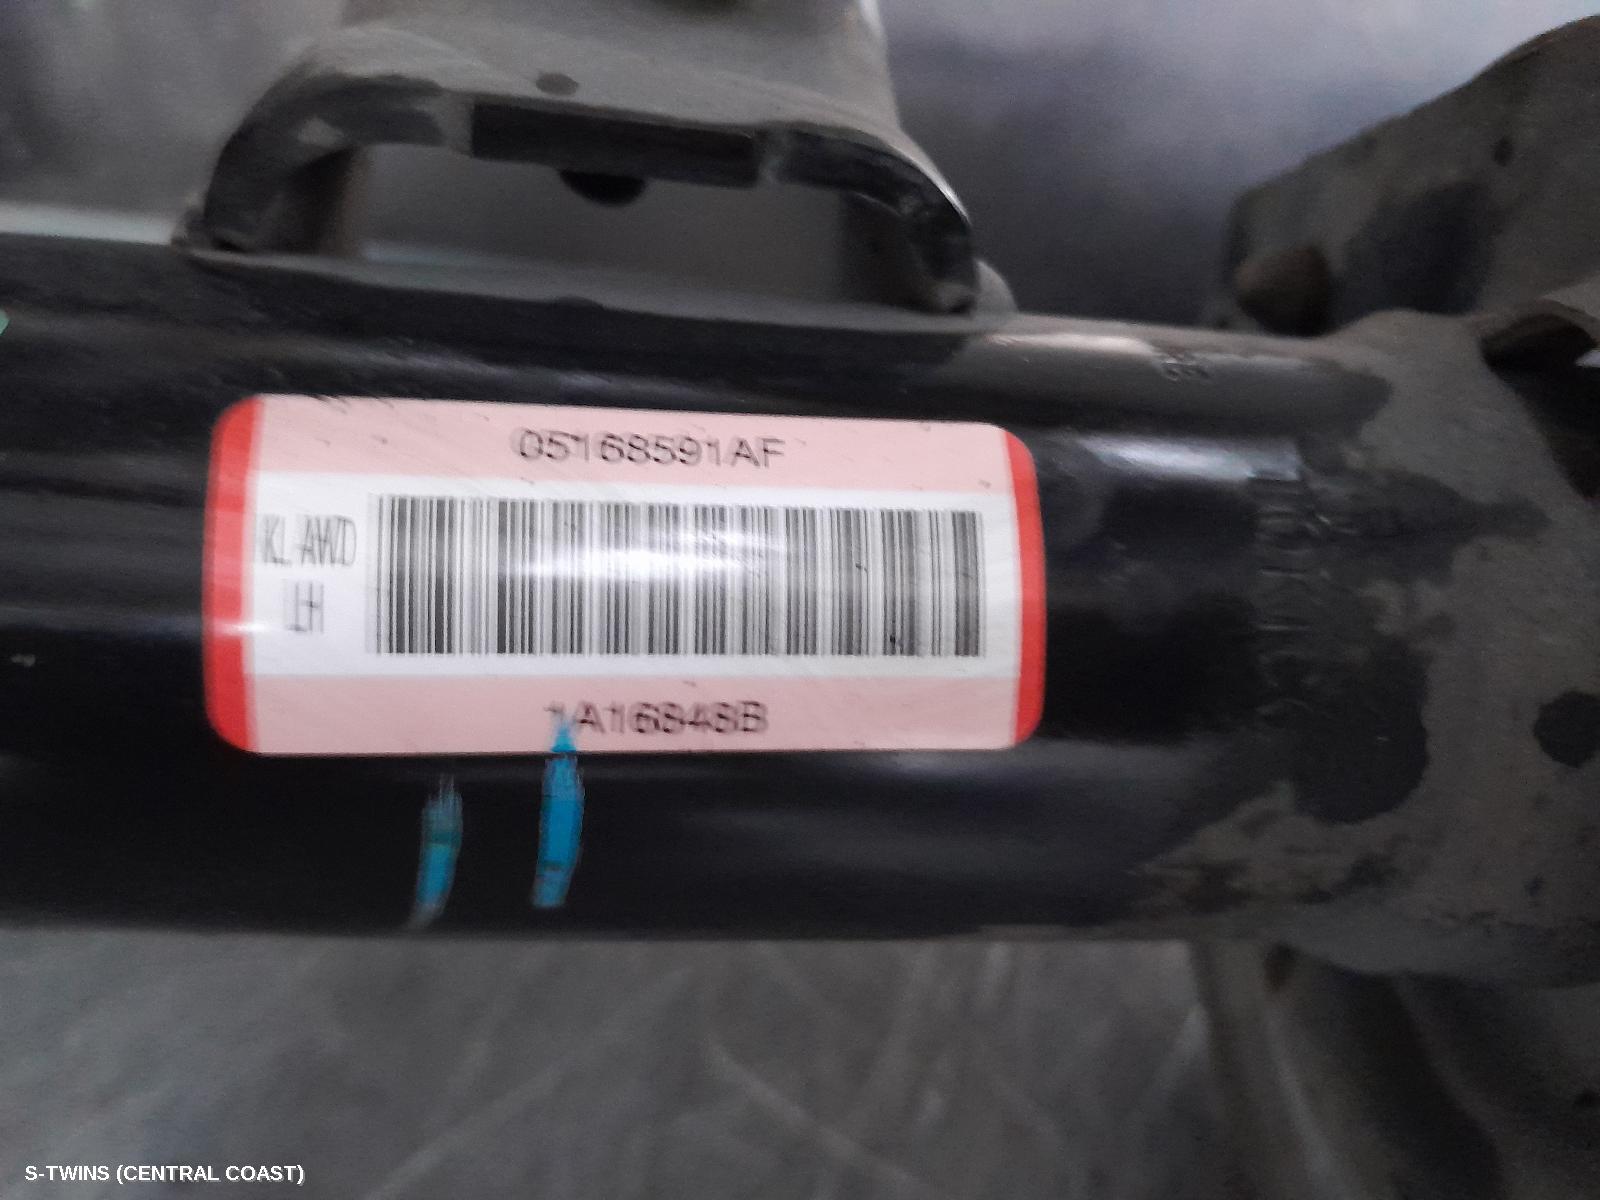 05168591AF
KL AWD
LH
1A16848B
S-TWINS (CENTRAL COAST)